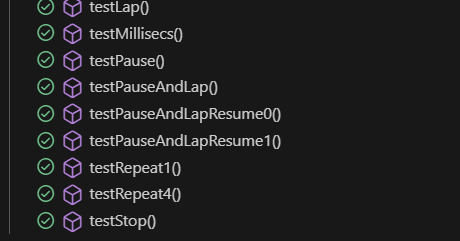 testLap()
testMillisecs()
testPause()
testPauseAndLap()
testPauseAndLapResume0()
testPauseAndLapResume1()
testRepeat1()
testRepeat4()
testStop()